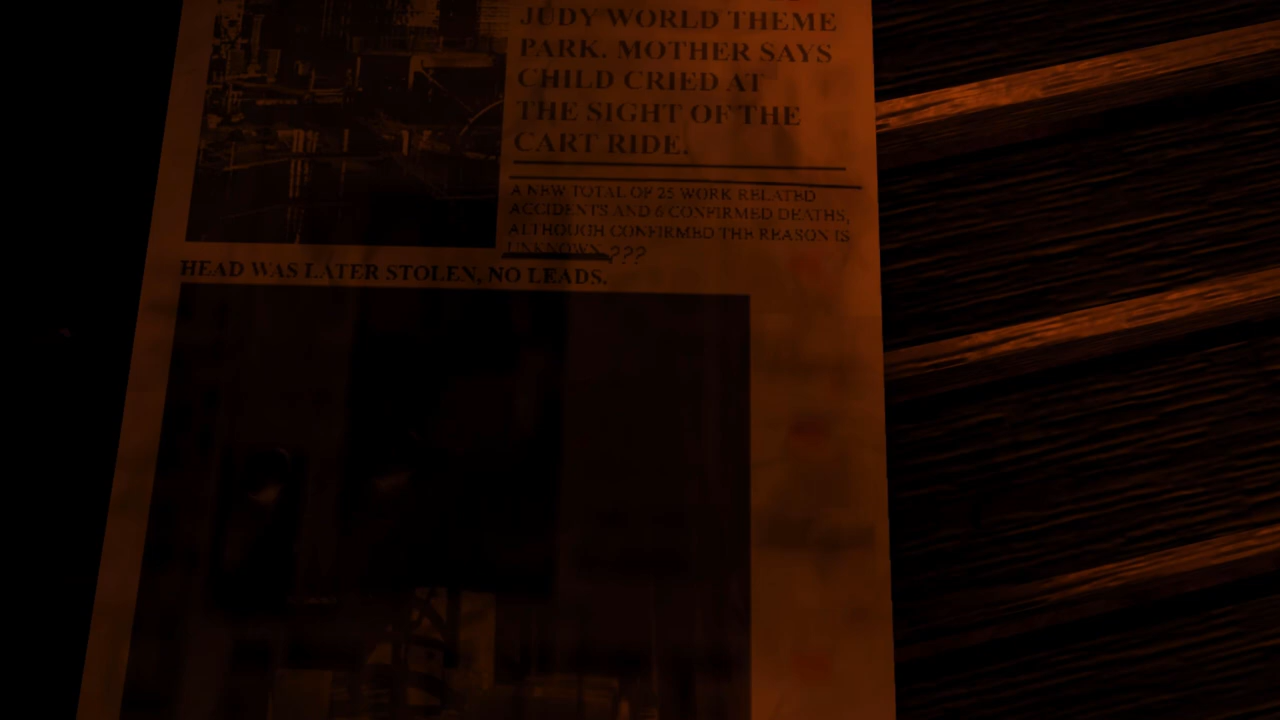 JUDY WORLD THEME
PARK. MOTHER SAYS
CHILD CRIED AT
THE SIGHT OF THE
CART RIDE.
A NEW TOTAL OF 25 WORK RELATED
ACCIDENTS AND 6 CONFIRMED DEATHS,
ALTHOUGH CONFIRMED THE REASON IS
UNKNOWN ???
HEAD WAS LATER STOLEN, NO LEADS.